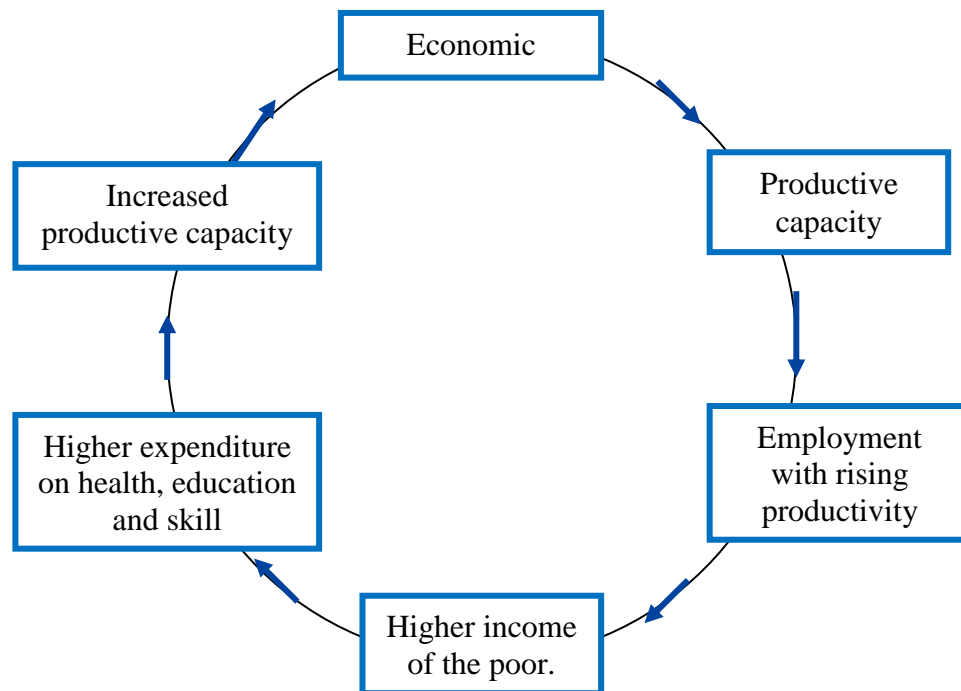 Economic
Productive
capacity
Employment
with rising
productivity
Higher income
of the poor.
Higher expenditure
on health, education
and skill
Increased
productive capacity